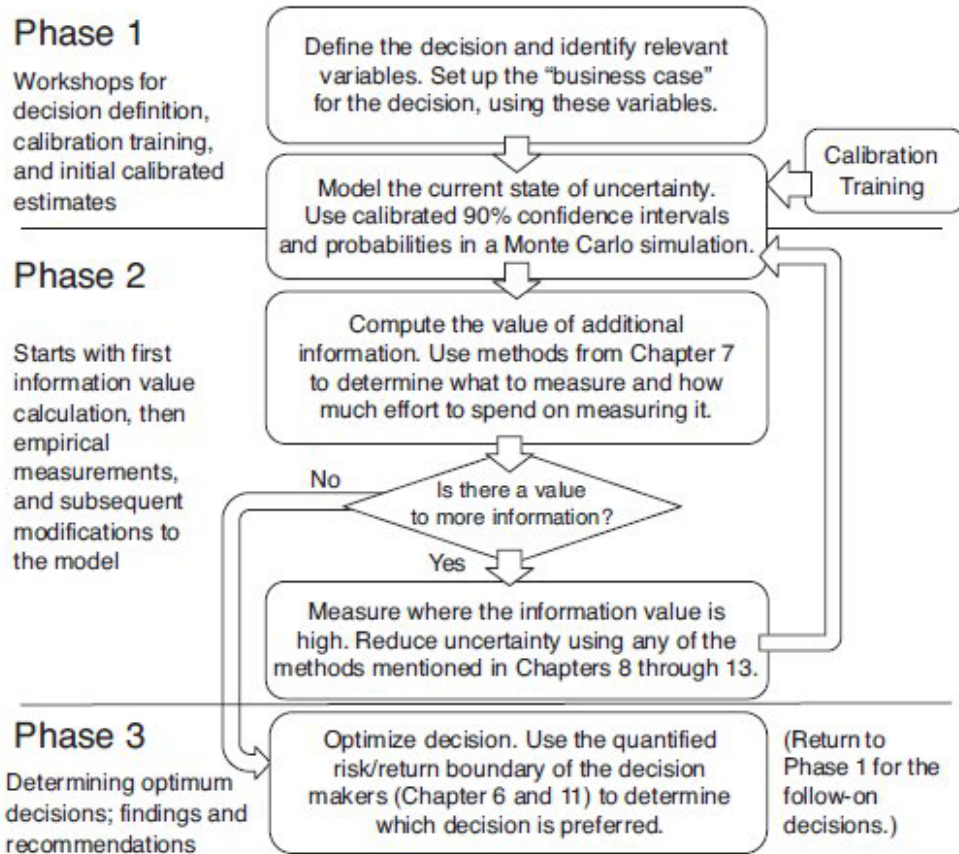 Phase 1
Workshops for
decision definition,
calibration training,
and initial calibrated
estimates
Define the decision and identify relevant
variables. Set up the “business case”
for the decision, using these variables.
Calibration
Training
Model the current state of uncertainty.
Use calibrated 90% confidence intervals
and probabilities in a Monte Carlo simulation.
Phase 2
Starts with first
information value
calculation, then
empirical
measurements,
and subsequent
modifications to
the model
Compute the value of additional
information. Use methods from Chapter 7
to determine what to measure and how
much effort to spend on measuring it.
No
Is there a value
to more information?
Yes
Measure where the information value is
high. Reduce uncertainty using any of the
methods mentioned in Chapters 8 through 13.
Phase 3
Determining optimum
decisions; findings and
recommendations
Optimize decision. Use the quantified
risk/return boundary of the decision
makers (Chapter 6 and 11) to determine
which decision is preferred.
(Return to
Phase 1 for the
follow-on
decisions.)